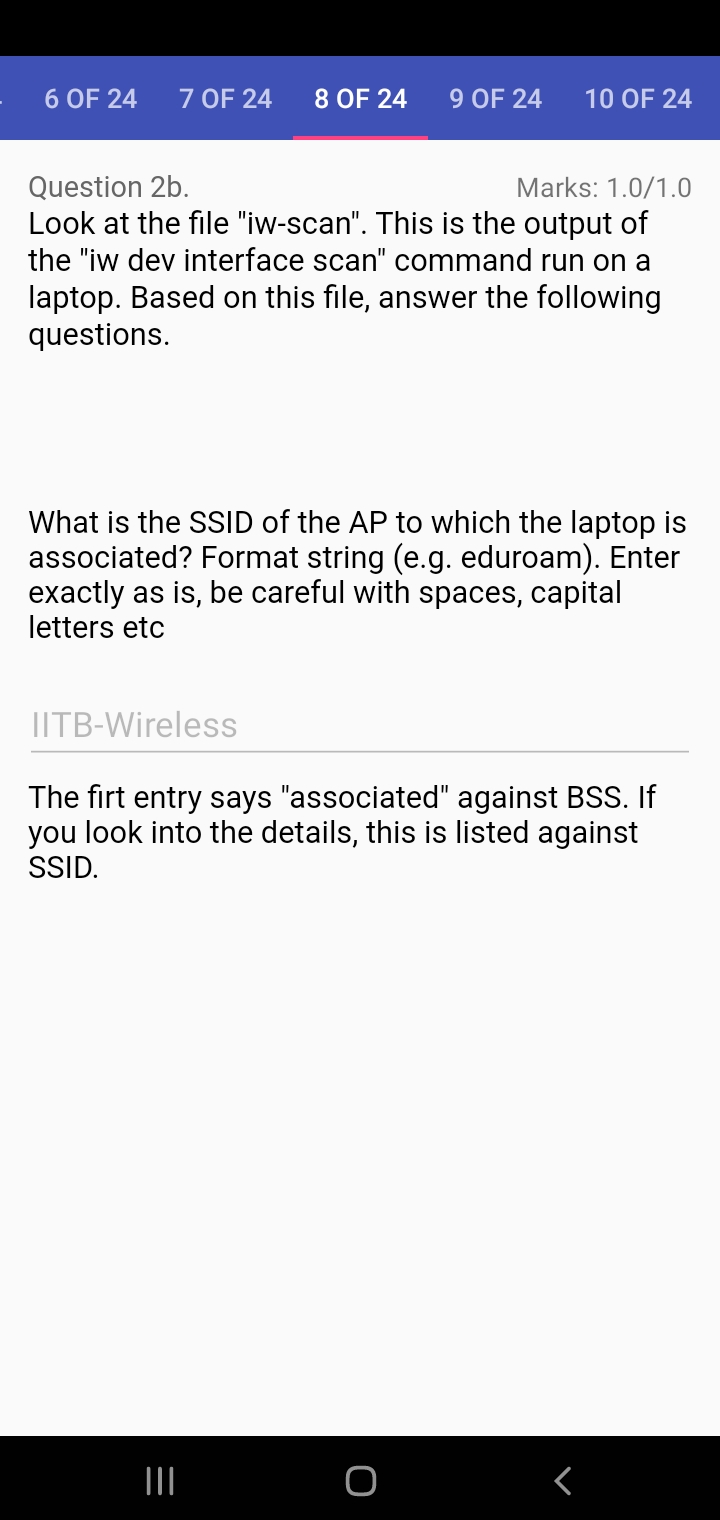 6 OF 24 7 OF 24 8 OF 24 9 OF 24 10 OF 24
Question 2b. Marks: 1.0/1.0
Look at the file "iw-scan". This is the output of
the "iw dev interface scan" command run on a
laptop. Based on this file, answer the following
questions.
What is the SSID of the AP to which the laptop is
associated? Format string (e.g. eduroam). Enter
exactly as is, be careful with spaces, capital
letters etc
IITB-Wireless
The firt entry says "associated" against BSS. If
you look into the details, this is listed against
SSID.